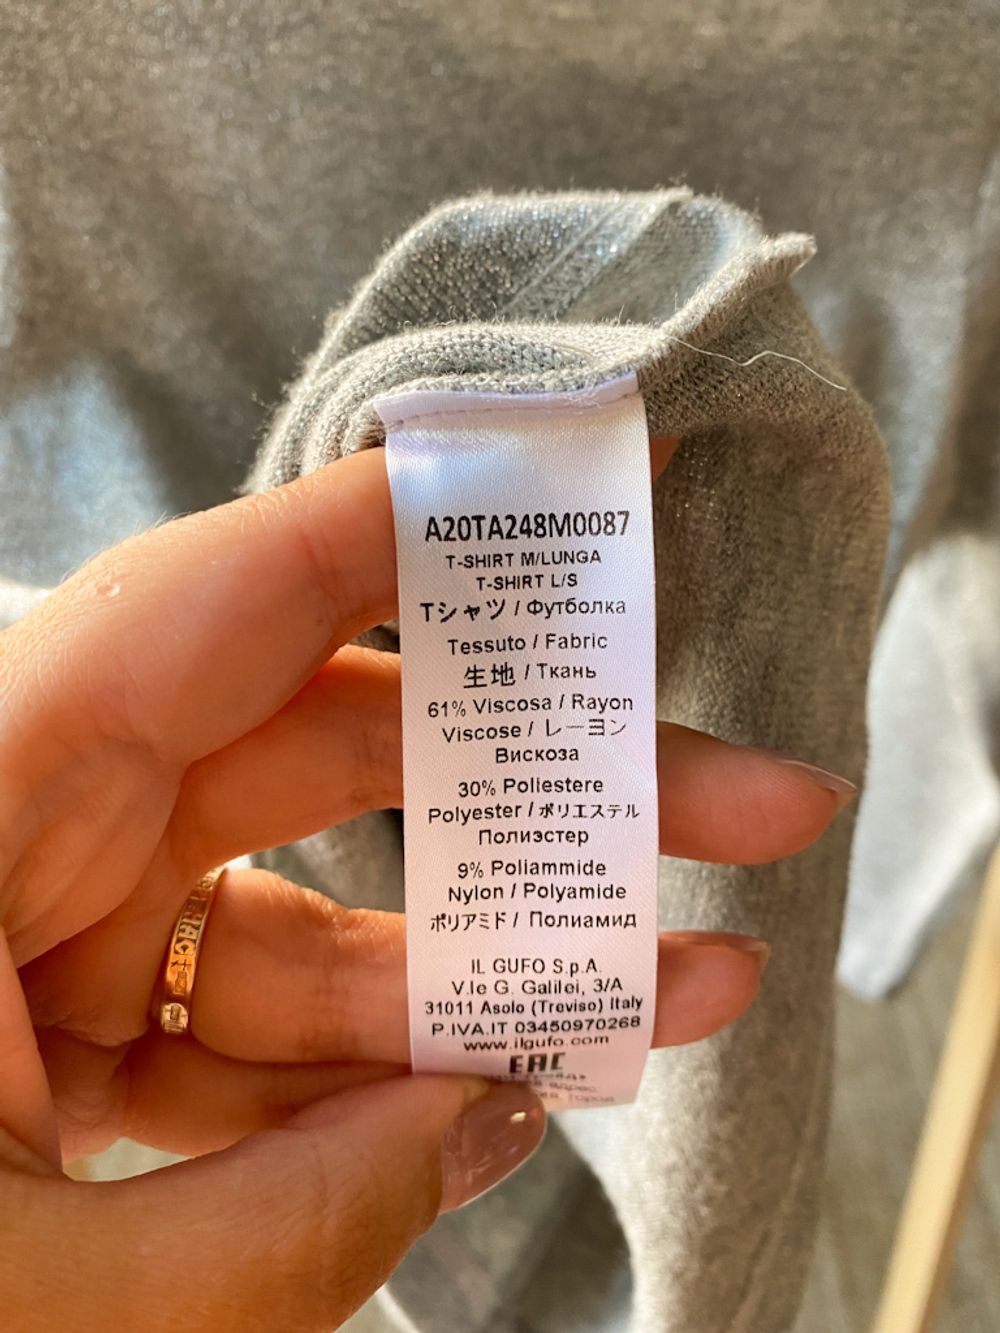 A20TA248M0087
T-SHIRT M/LUNGA
T-SHIRT L/S
Tシャツ / Футболка
Tessuto / Fabric
生地 / Ткань
61% Viscosa / Rayon
Viscose / レーヨン
Вискоза
30% Poliestere
Polyester / ポリエステル
Полиэстер
9% Poliammide
Nylon / Polyamide
ポリアミド / Полиамид
IL GUFO S.p.A.
V.le G. Galilei, 3/A
31011 Asolo (Treviso) Italy
P.IVA.IT 03450970268
www.ilgufo.com
EAC
адрес
город